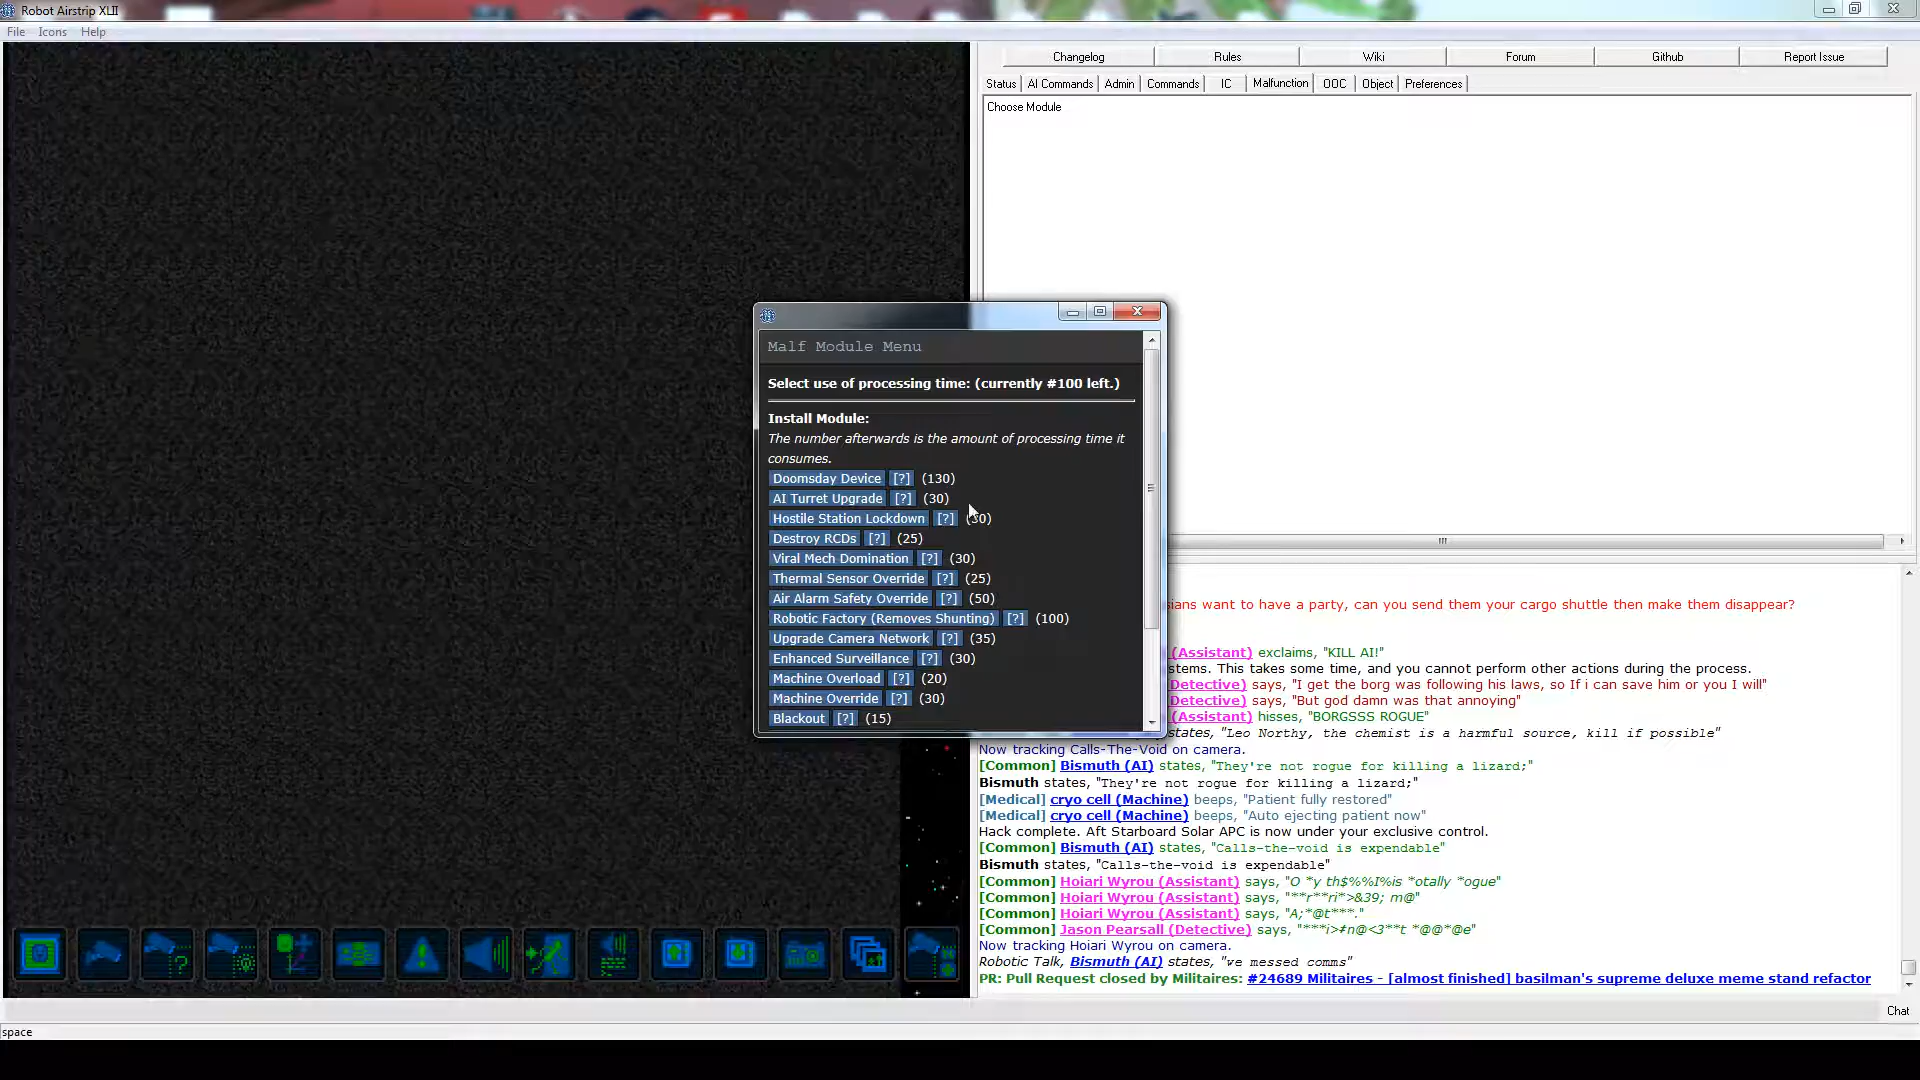 Robot Airstrip XLII
File Icons Help
Changelog Rules Wiki Forum Github Report Issue
Status AI Commands Admin Commands IC Malfunction OOC Object Preferences
Choose Module
Malf Module Menu
Select use of processing time: (currently #100 left.)
Install Module:
The number afterwards is the amount of processing time it
consumes.
Doomsday Device [?] (130)
AI Turret Upgrade [?] (30)
Hostile Station Lockdown [?] (30)
Destroy RCDs [?] (25)
Viral Mech Domination [?] (30)
Thermal Sensor Override [?] (25)
Air Alarm Safety Override [?] (50)
Robotic Factory (Removes Shunting) [?] (100)
Upgrade Camera Network [?] (35)
Enhanced Surveillance [?] (30)
Machine Overload [?] (20)
Machine Override [?] (30)
Blackout [?] (15)
want to have a party, can you send them your cargo shuttle then make them disappear?
(Assistant) exclaims, "KILL AI!"
This takes some time, and you cannot perform other actions during the process.
Detective) says, "I get the borg was following his laws, so If i can save him or you I will"
Detective) says, "But god damn was that annoying"
(Assistant) hisses, "BORGSSS ROGUE"
states, "Leo Northy, the chemist is a harmful source, kill if possible"
Now tracking Calls-The-Void on camera.
[Common] Bismuth (AI) states, "They're not rogue for killing a lizard;"
Bismuth states, "They're not rogue for killing a lizard;"
[Medical] cryo cell (Machine) beeps, "Patient fully restored"
[Medical] cryo cell (Machine) beeps, "Auto ejecting patient now"
Hack complete. Aft Starboard Solar APC is now under your exclusive control.
[Common] Bismuth (AI) states, "Calls-the-void is expendable"
Bismuth states, "Calls-the-void is expendable"
[Common] Hoiari Wyrou (Assistant) says, "O *y th$%%I%is *otally *ogue"
[Common] Hoiari Wyrou (Assistant) says, "**r**ri*>&39; m@"
[Common] Hoiari Wyrou (Assistant) says, "A;*@t***."
[Common] Jason Pearsall (Detective) says, "***i>#n@<3**t *@@*@e"
Now tracking Hoiari Wyrou on camera.
Robotic Talk, Bismuth (AI) states, "we messed comms"
PR: Pull Request closed by Militaires: #24689 Militaires - [almost finished] basilman's supreme deluxe meme stand refactor
Chat
space